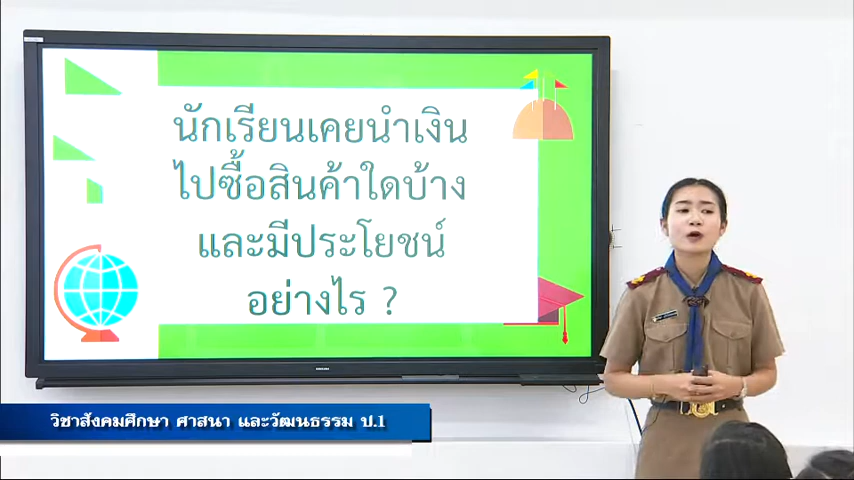 นักเรียนเคยนำเงิน
ไปซื้อสินค้าใดบ้าง
และมีประโยชน์
อย่างไร ?
วิชาสังคมศึกษา ศาสนา และวัฒนธรรม ป.1